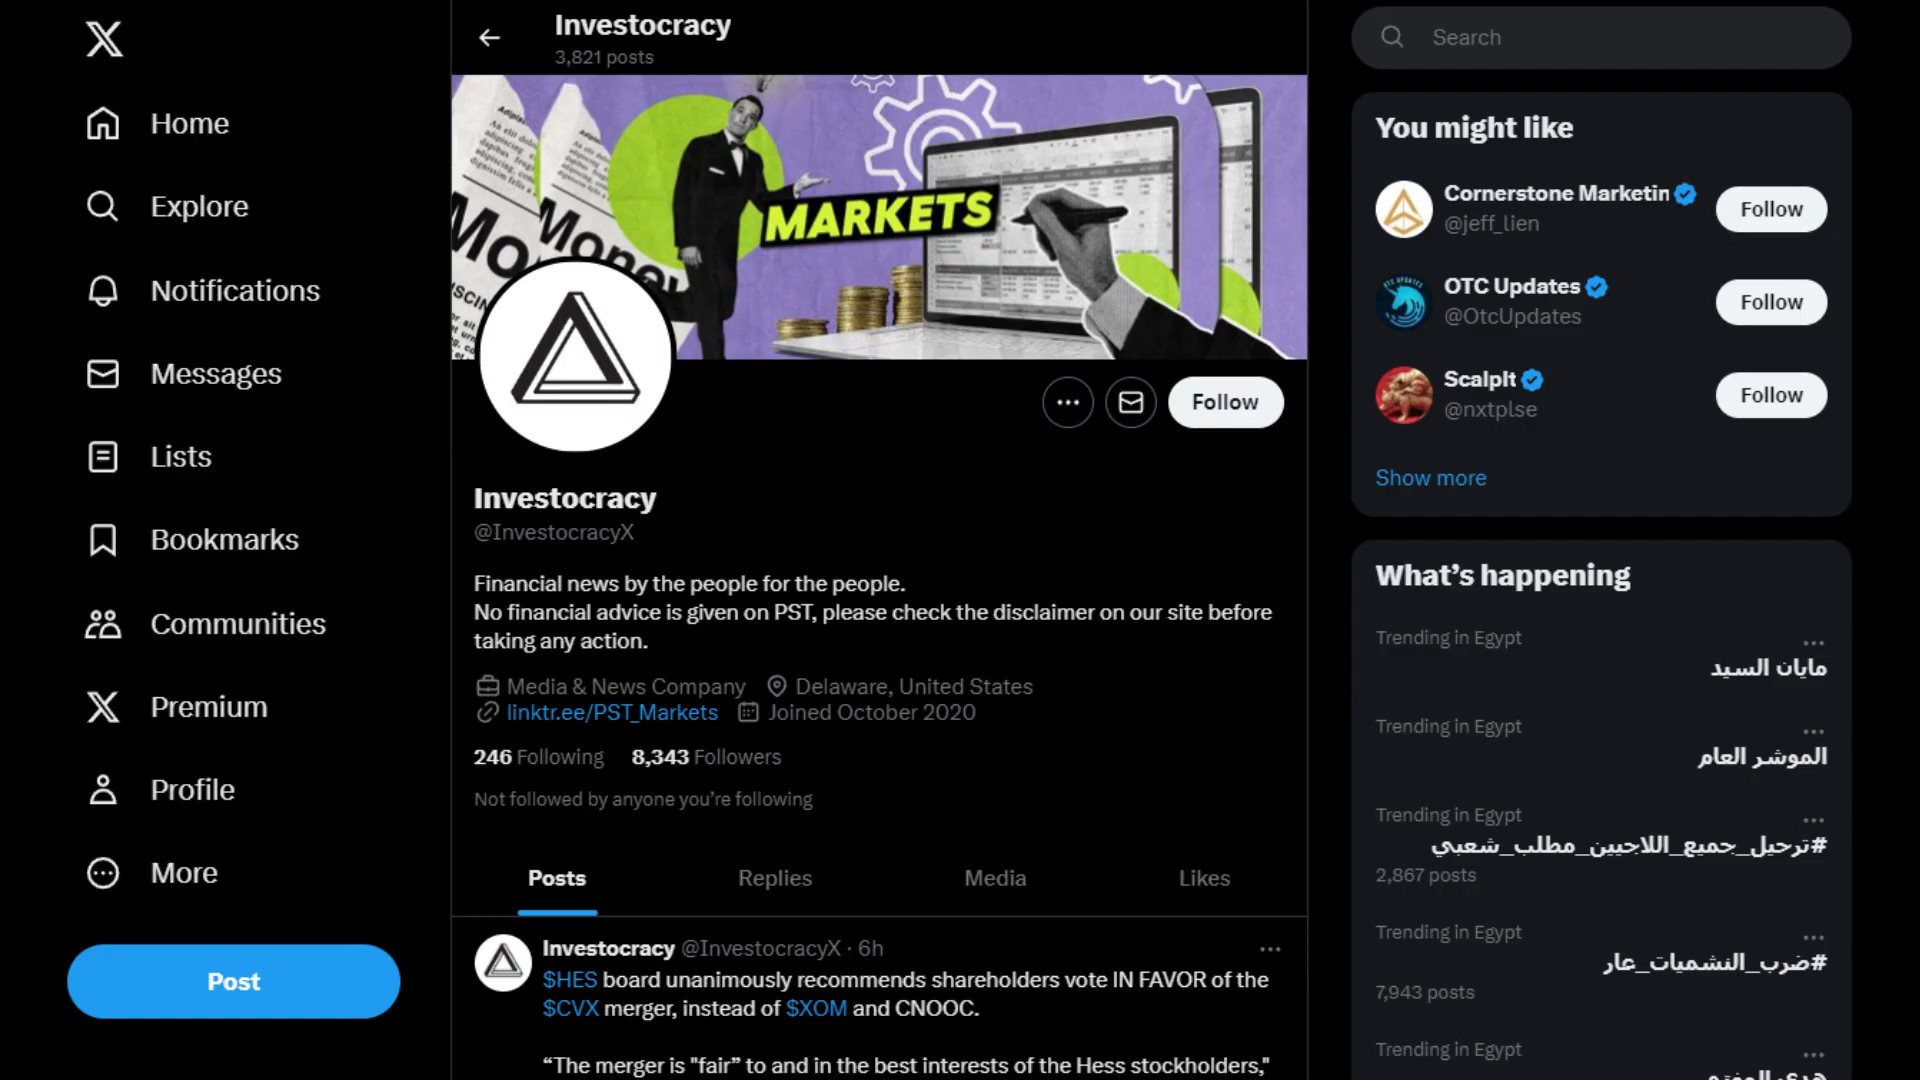 Home
Explore
Notifications
Messages
Lists
Bookmarks
Communities
Premium
Profile
More
Post
Investocracy
3,821 posts
Money
MARKETS
Follow
Investocracy
@InvestocracyX
Financial news by the people for the people.
No financial advice is given on PST, please check the disclaimer on our site before
taking any action.
Media & News Company Delaware, United States
linktr.ee/PST_Markets Joined October 2020
246 Following 8,343 Followers
Not followed by anyone you’re following
Posts Replies Media Likes
Investocracy @InvestocracyX · 6h
$HES board unanimously recommends shareholders vote IN FAVOR of the
$CVX merger, instead of $XOM and CNOOC.
“The merger is "fair” to and in the best interests of the Hess stockholders,"
Search
You might like
Cornerstone Marketin
@jeff_lien
Follow
OTC Updates
@OtcUpdates
Follow
Scalplt
@nxtplse
Follow
Show more
What’s happening
Trending in Egypt
مايان السيد
Trending in Egypt
الموشر العام
Trending in Egypt
#ترحيل_جميع_اللاجيين_مطلب_شعبي
2,867 posts
Trending in Egypt
#ضرب_النشميات_عار
7,943 posts
Trending in Egypt